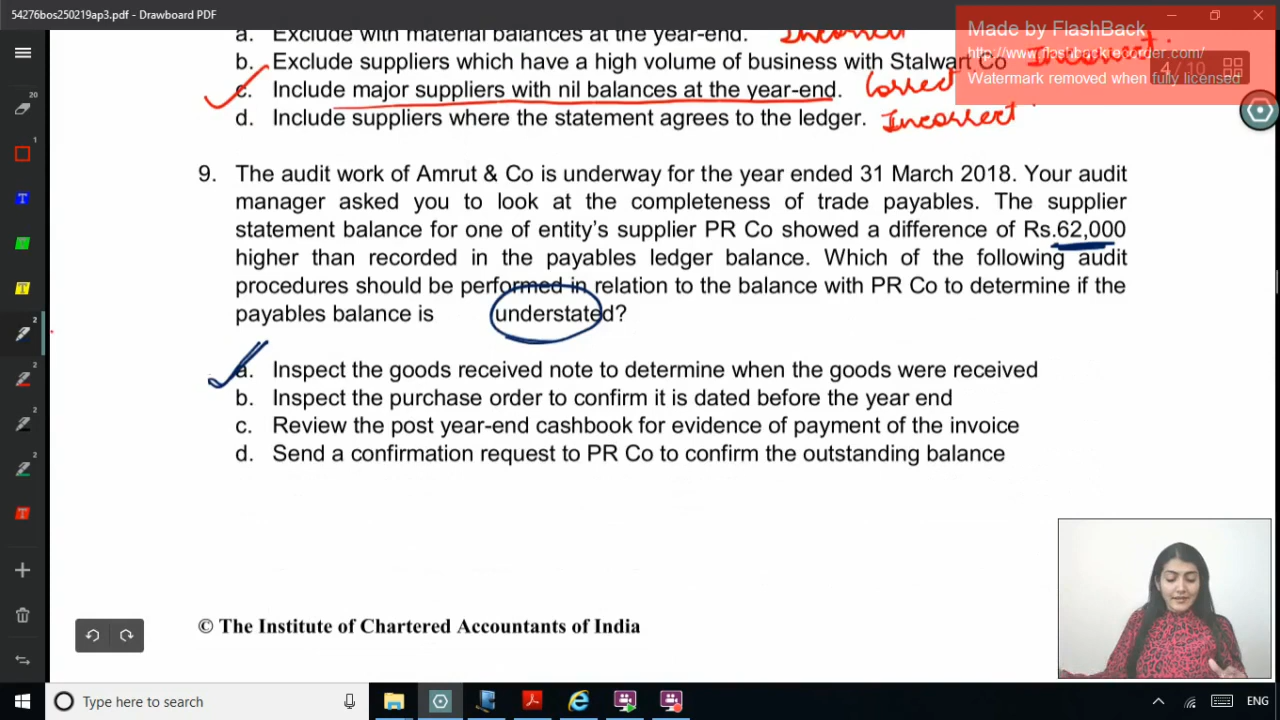 54276bos250219ap3.pdf - Drawboard PDF
Made by FlashBack
http://www.flashbackrecorder.com/
Watermark removed when fully licensed
4 / 10
a. Exclude with material balances at the year-end. Incorrect
b. Exclude suppliers which have a high volume of business with Stalwart Co Incorrect.
c. Include major suppliers with nil balances at the year-end. Correct
d. Include suppliers where the statement agrees to the ledger. Incorrect
9. The audit work of Amrut & Co is underway for the year ended 31 March 2018. Your audit
manager asked you to look at the completeness of trade payables. The supplier
statement balance for one of entity's supplier PR Co showed a difference of Rs.62,000
higher than recorded in the payables ledger balance. Which of the following audit
procedures should be performed in relation to the balance with PR Co to determine if the
payables balance is understated?
a. Inspect the goods received note to determine when the goods were received
b. Inspect the purchase order to confirm it is dated before the year end
c. Review the post year-end cashbook for evidence of payment of the invoice
d. Send a confirmation request to PR Co to confirm the outstanding balance
© The Institute of Chartered Accountants of India
Type here to search
ENG